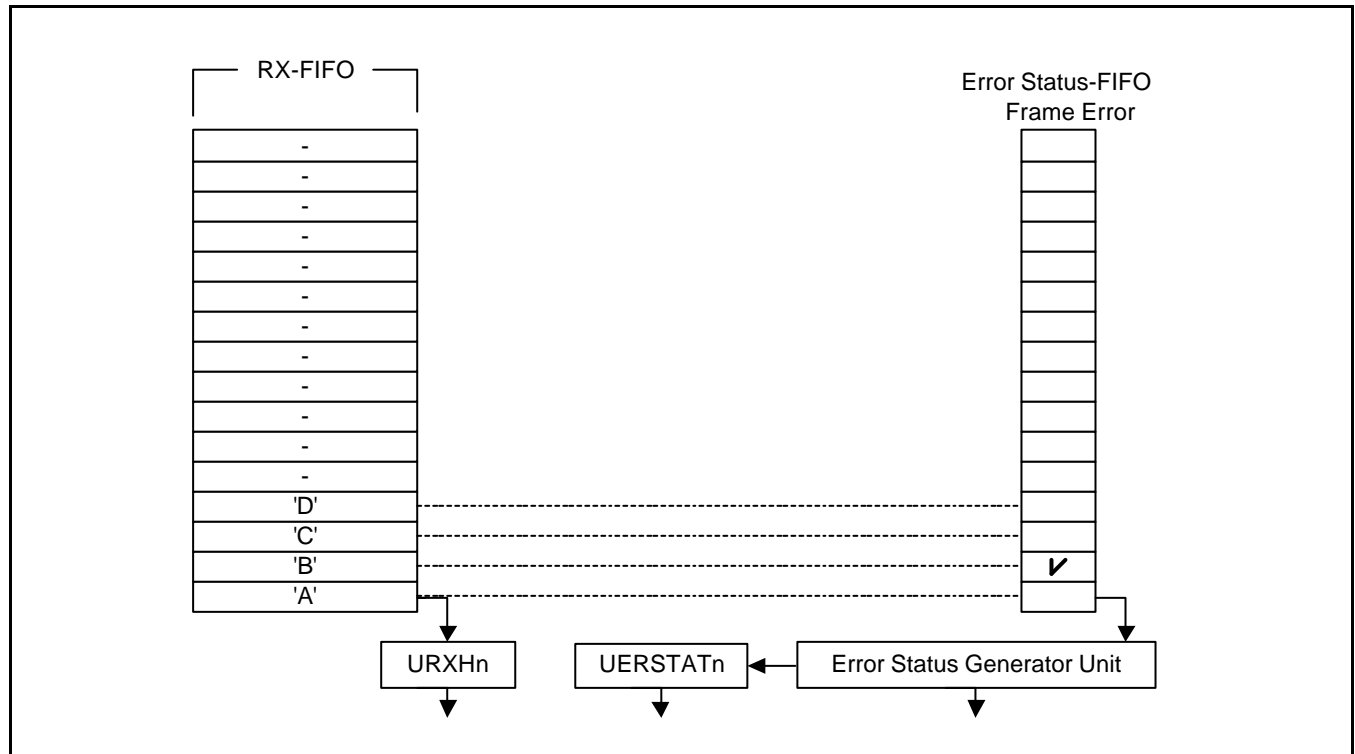 RX-FIFO
Error Status-FIFO
Frame Error
-
-
-
-
-
-
-
-
-
-
-
-
'D'
'C'
'B'
'A'
URXHn
UERSTATn
Error Status Generator Unit